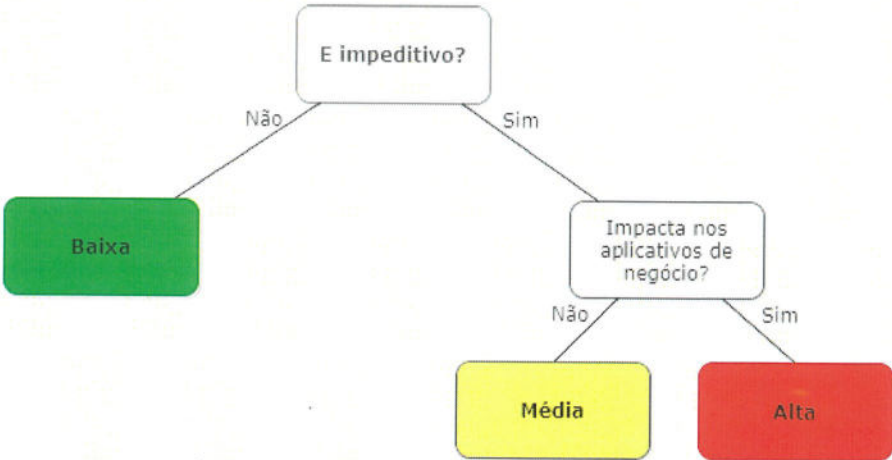 E impeditivo?
Não
Sim
Baixa
Impacta nos
aplicativos de
negócio?
Não
Sim
Média
Alta